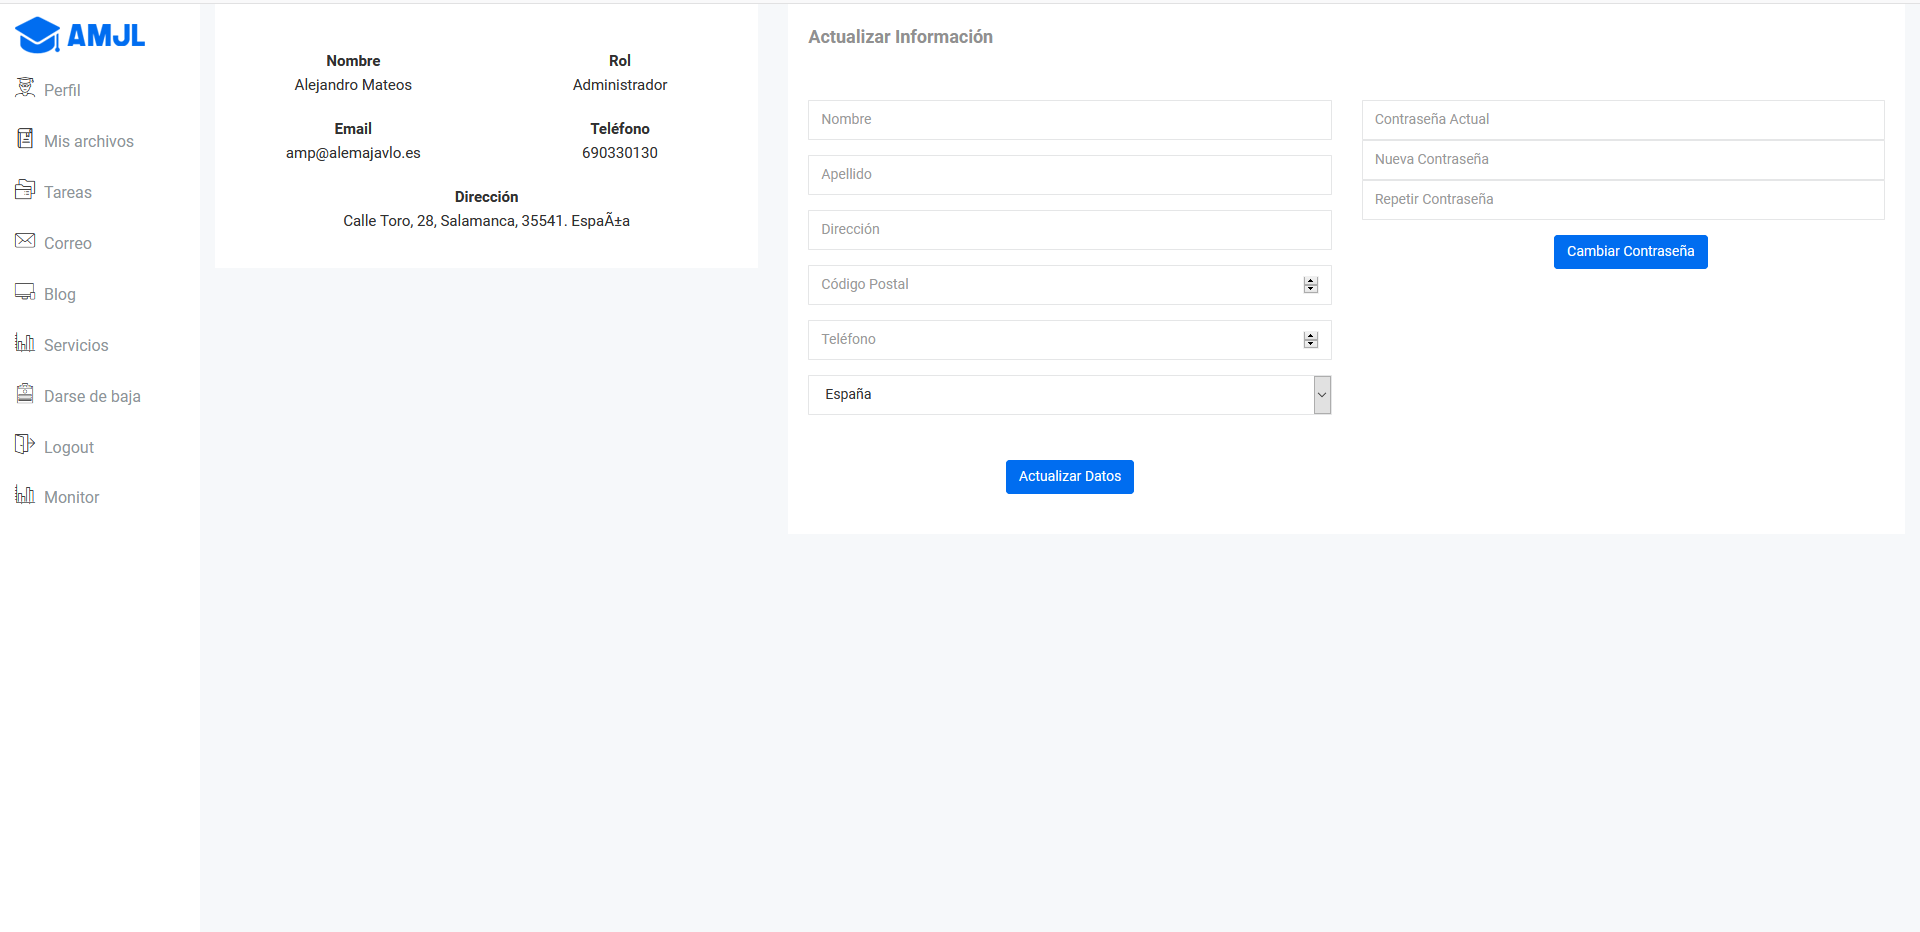 AMJL
Perfil
Mis archivos
Tareas
Correo
Blog
Servicios
Darse de baja
Logout
Monitor
Nombre
Alejandro Mateos
Rol
Administrador
Email
amp@alemajavlo.es
Teléfono
690330130
Dirección
Calle Toro, 28, Salamanca, 35541. EspaÃ±a
Actualizar Información
Nombre
Apellido
Dirección
Código Postal
Teléfono
España
Actualizar Datos
Contraseña Actual
Nueva Contraseña
Repetir Contraseña
Cambiar Contraseña